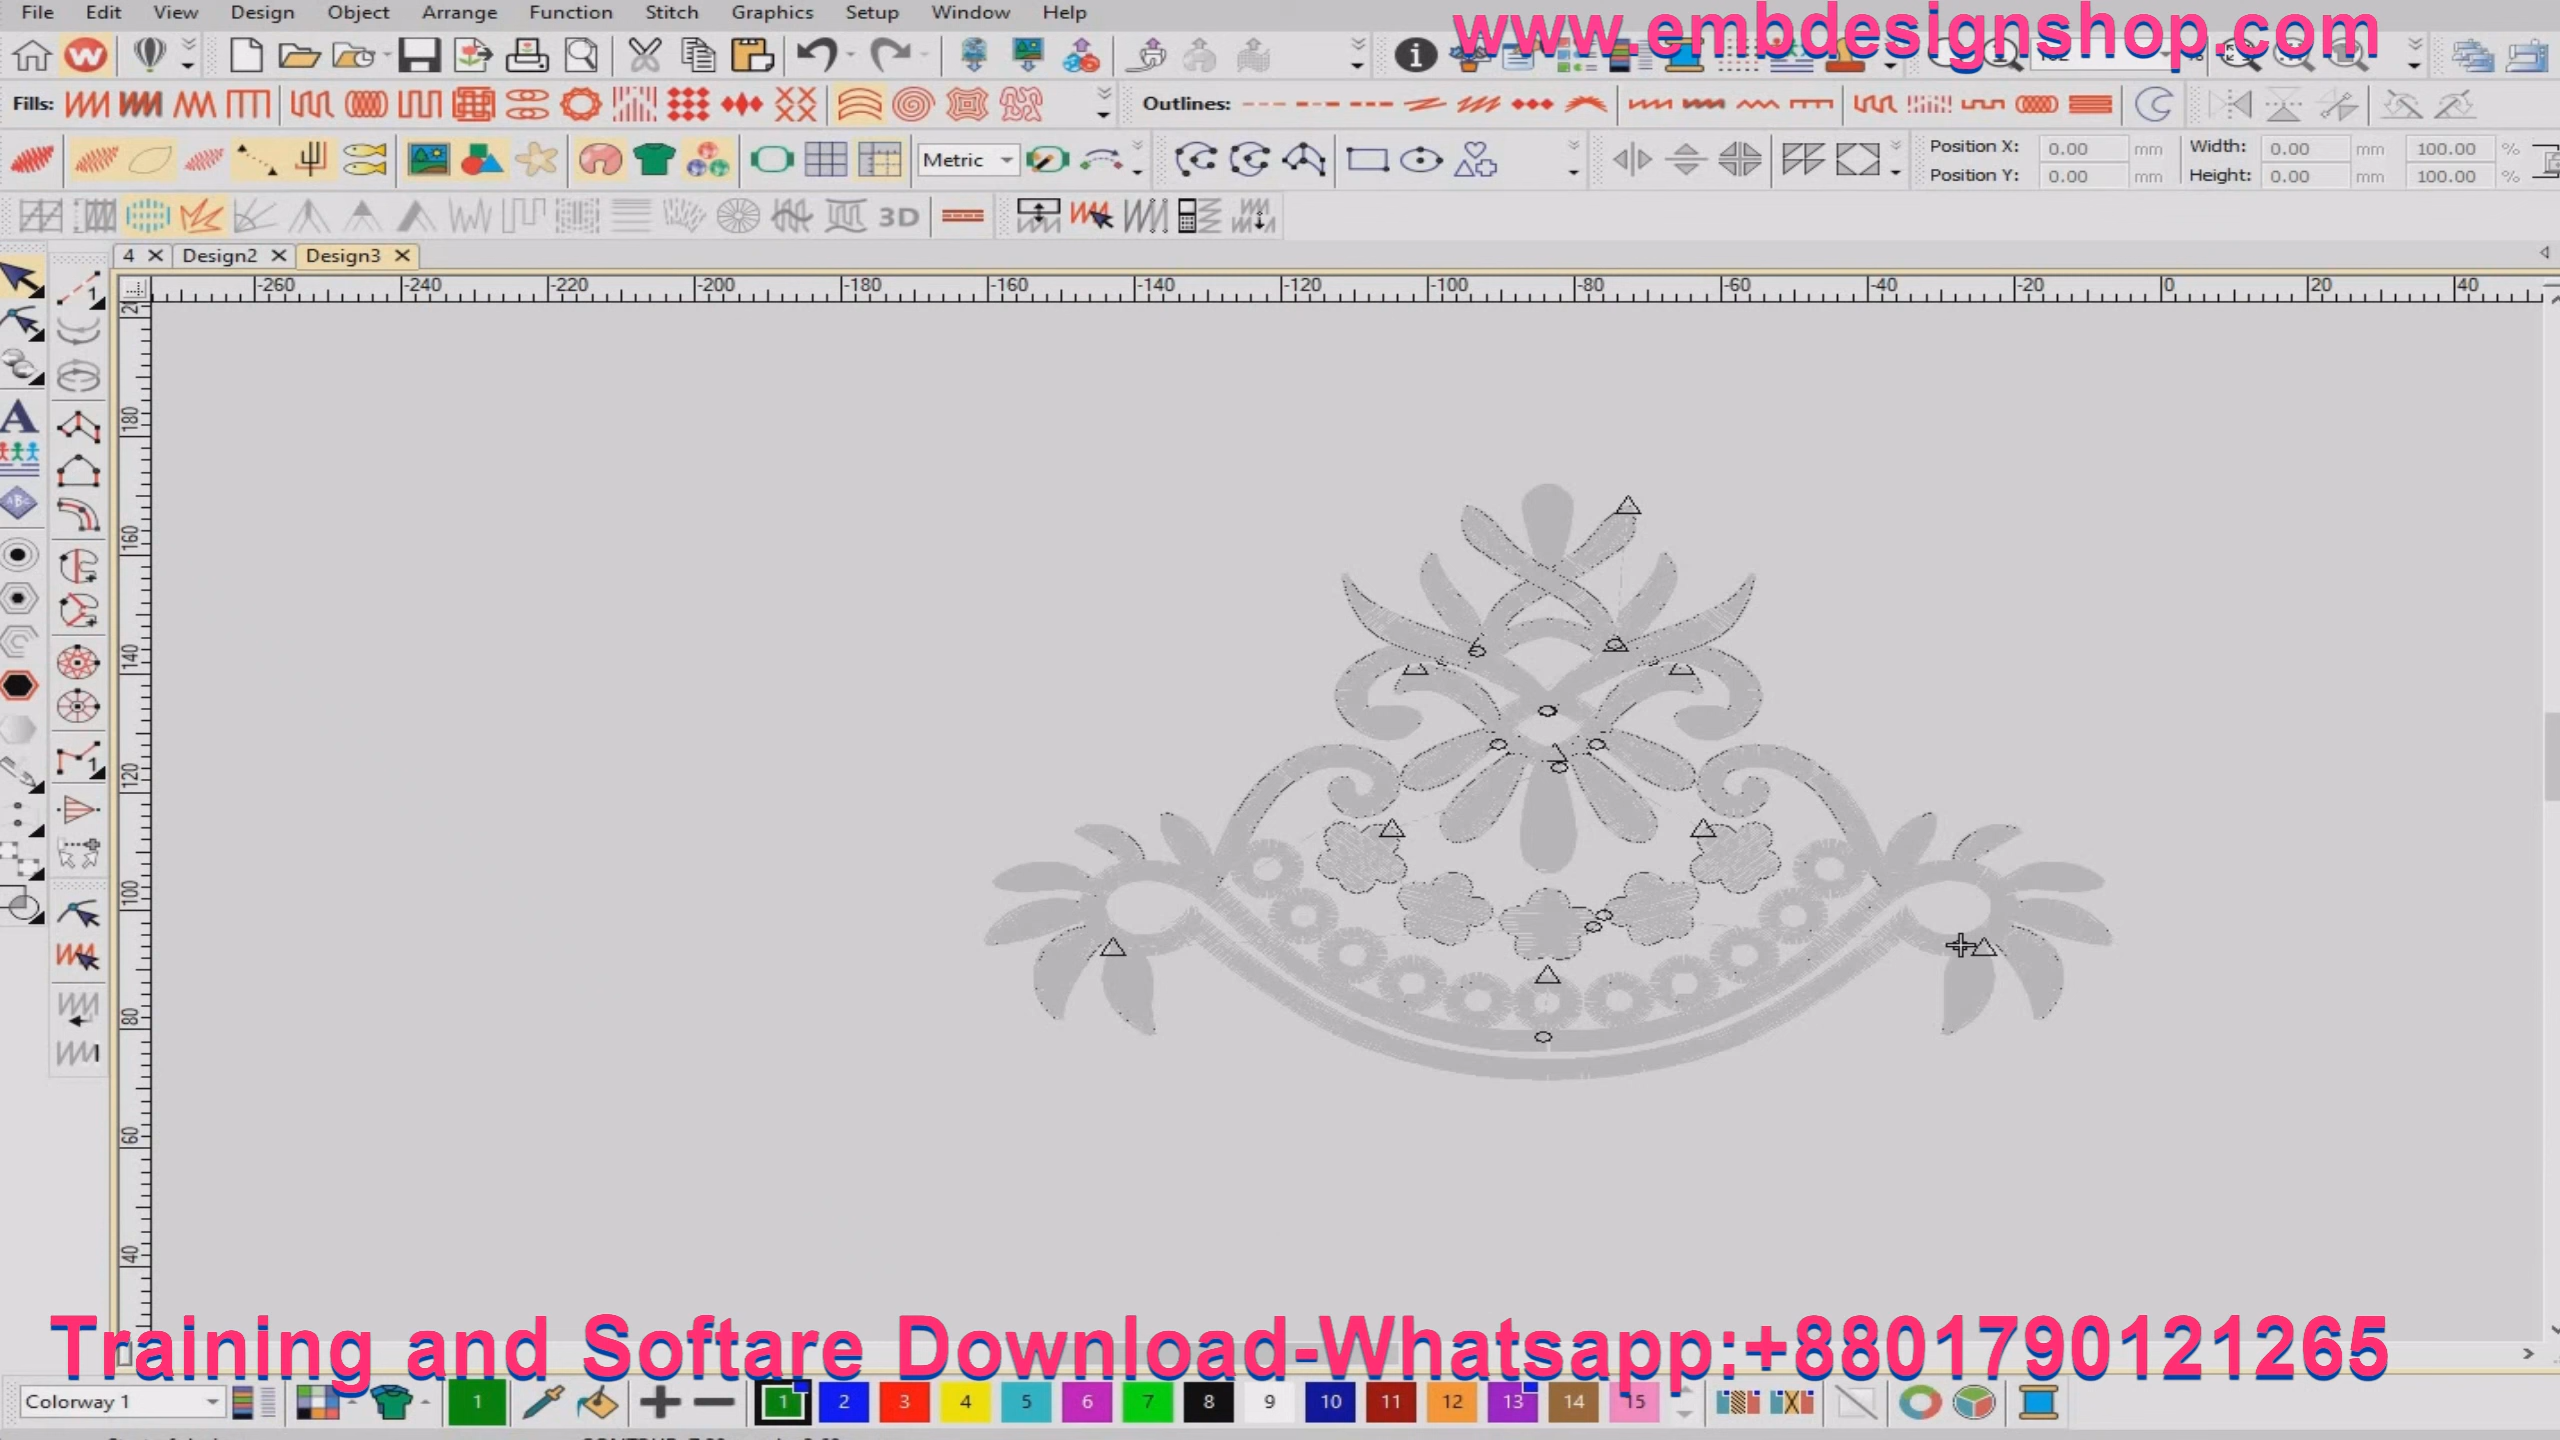 File Edit View Design Object Arrange Function Stitch Graphics Setup Window Help
www.embdesignshop.com
Fills:
Outlines:
Metric
Position X: 0.00 mm Width: 0.00 mm 100.00 %
Position Y: 0.00 mm Height: 0.00 mm 100.00 %
3D
4 Design2 Design3
-260 -240 -220 -200 -180 -160 -140 -120 -100 -80 -60 -40 -20 0 20 40
180
160
140
120
100
80
60
40
A
ABC
1
1
Training and Softare Download-Whatsapp:+8801790121265
Colorway 1 1 1 2 3 4 5 6 7 8 9 10 11 12 13 14 15